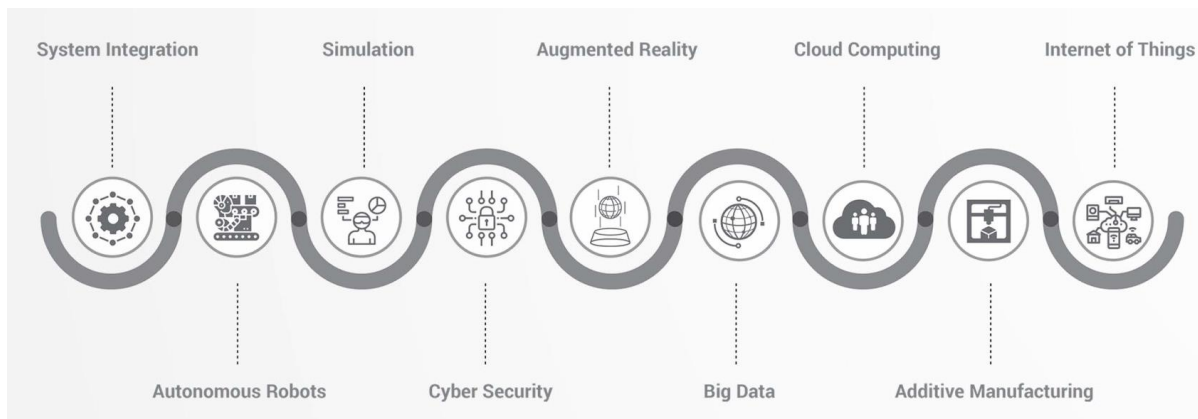 System Integration
Simulation
Augmented Reality
Cloud Computing
Internet of Things
Autonomous Robots
Cyber Security
Big Data
Additive Manufacturing